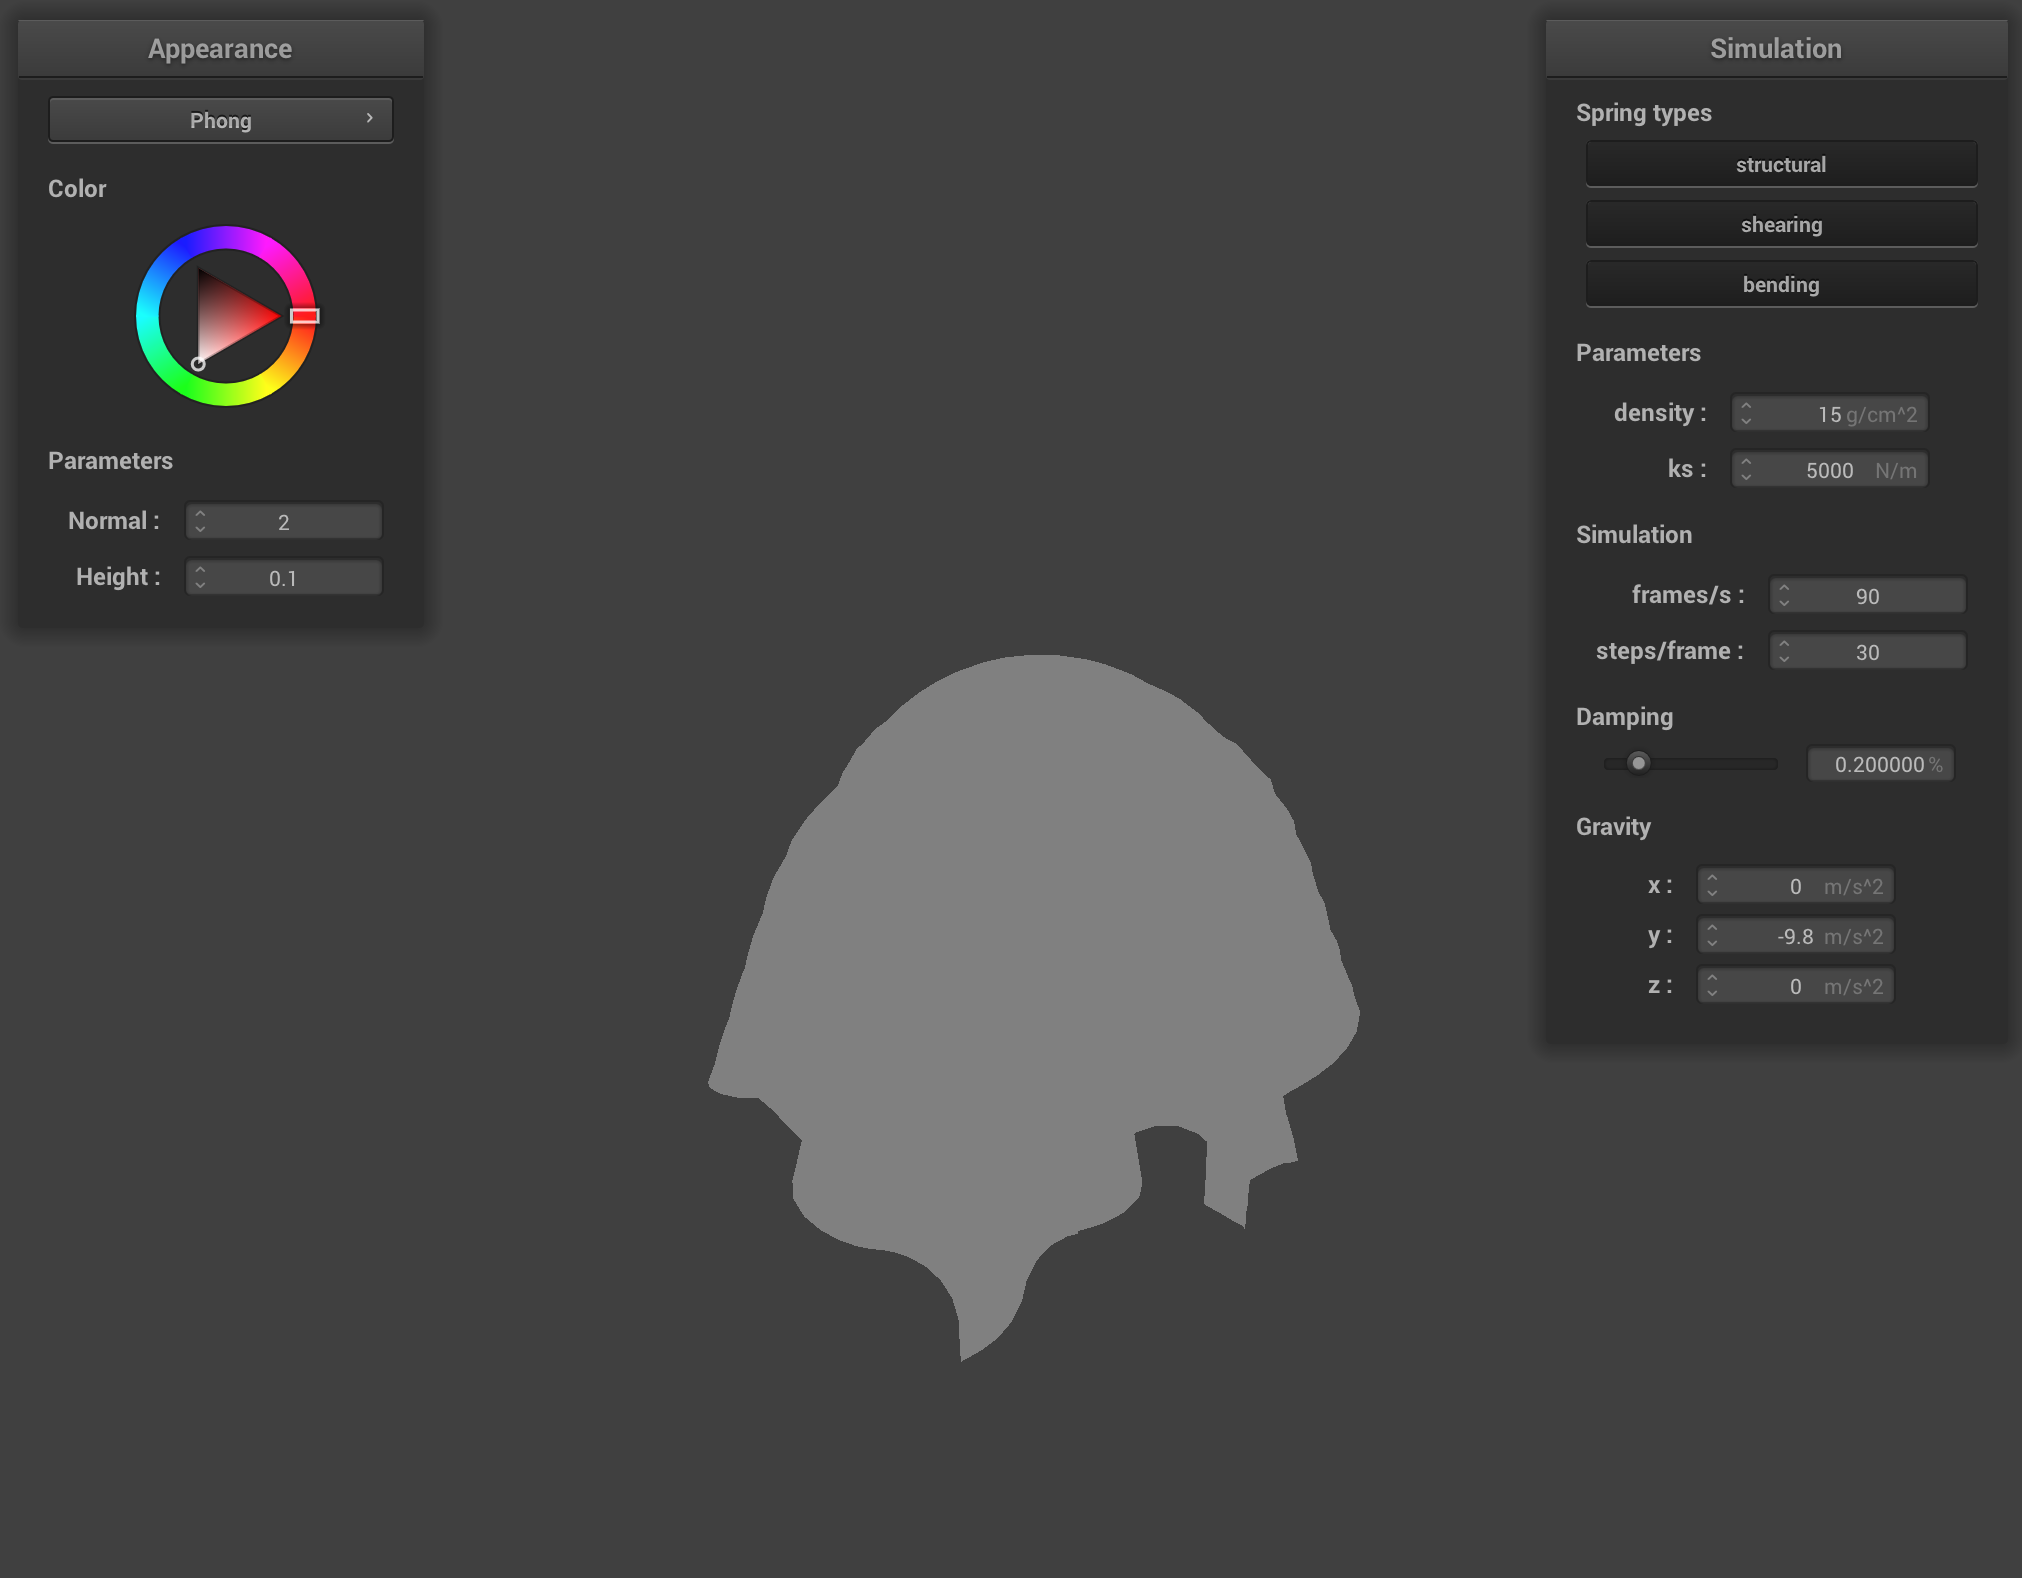 Appearance
Phong
Color
Parameters
Normal : 2
Height : 0.1
Simulation
Spring types
structural
shearing
bending
Parameters
density : 15 g/cm^2
ks : 5000 N/m
Simulation
frames/s : 90
steps/frame : 30
Damping
0.200000 %
Gravity
x : 0 m/s^2
y : -9.8 m/s^2
z : 0 m/s^2